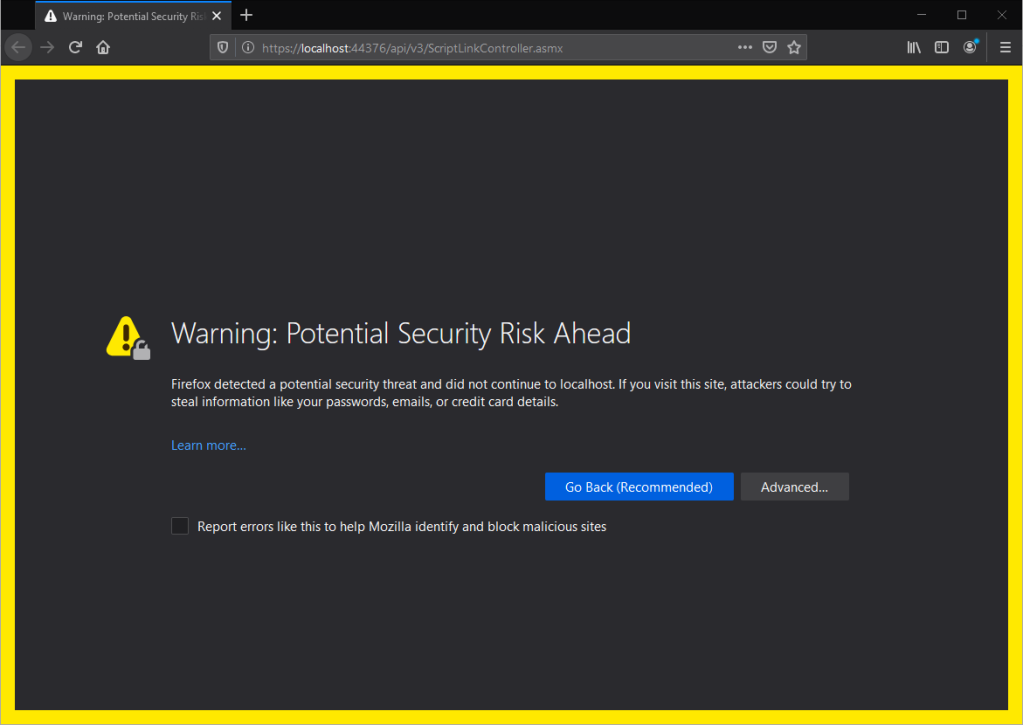 Warning: Potential Security Ris
https://localhost:44376/api/v3/ScriptLinkController.asmx
Warning: Potential Security Risk Ahead
Firefox detected a potential security threat and did not continue to localhost. If you visit this site, attackers could try to
steal information like your passwords, emails, or credit card details.
Learn more...
Go Back (Recommended) Advanced...
Report errors like this to help Mozilla identify and block malicious sites